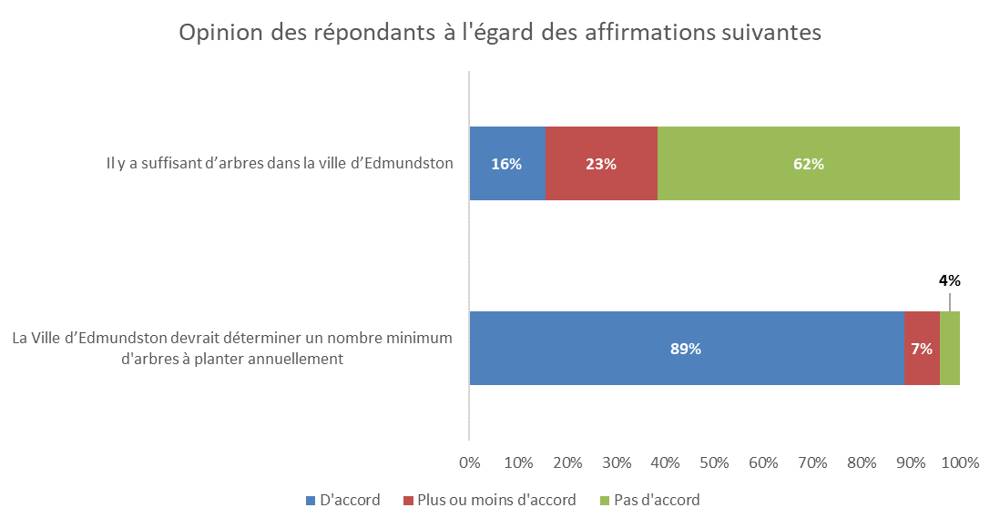 Opinion des répondants à l'égard des affirmations suivantes
Il y a suffisant d’arbres dans la ville d’Edmundston
16%
23%
62%
4%
La Ville d’Edmundston devrait déterminer un nombre minimum
d'arbres à planter annuellement
89%
7%
0% 10% 20% 30% 40% 50% 60% 70% 80% 90% 100%
D'accord Plus ou moins d'accord Pas d'accord